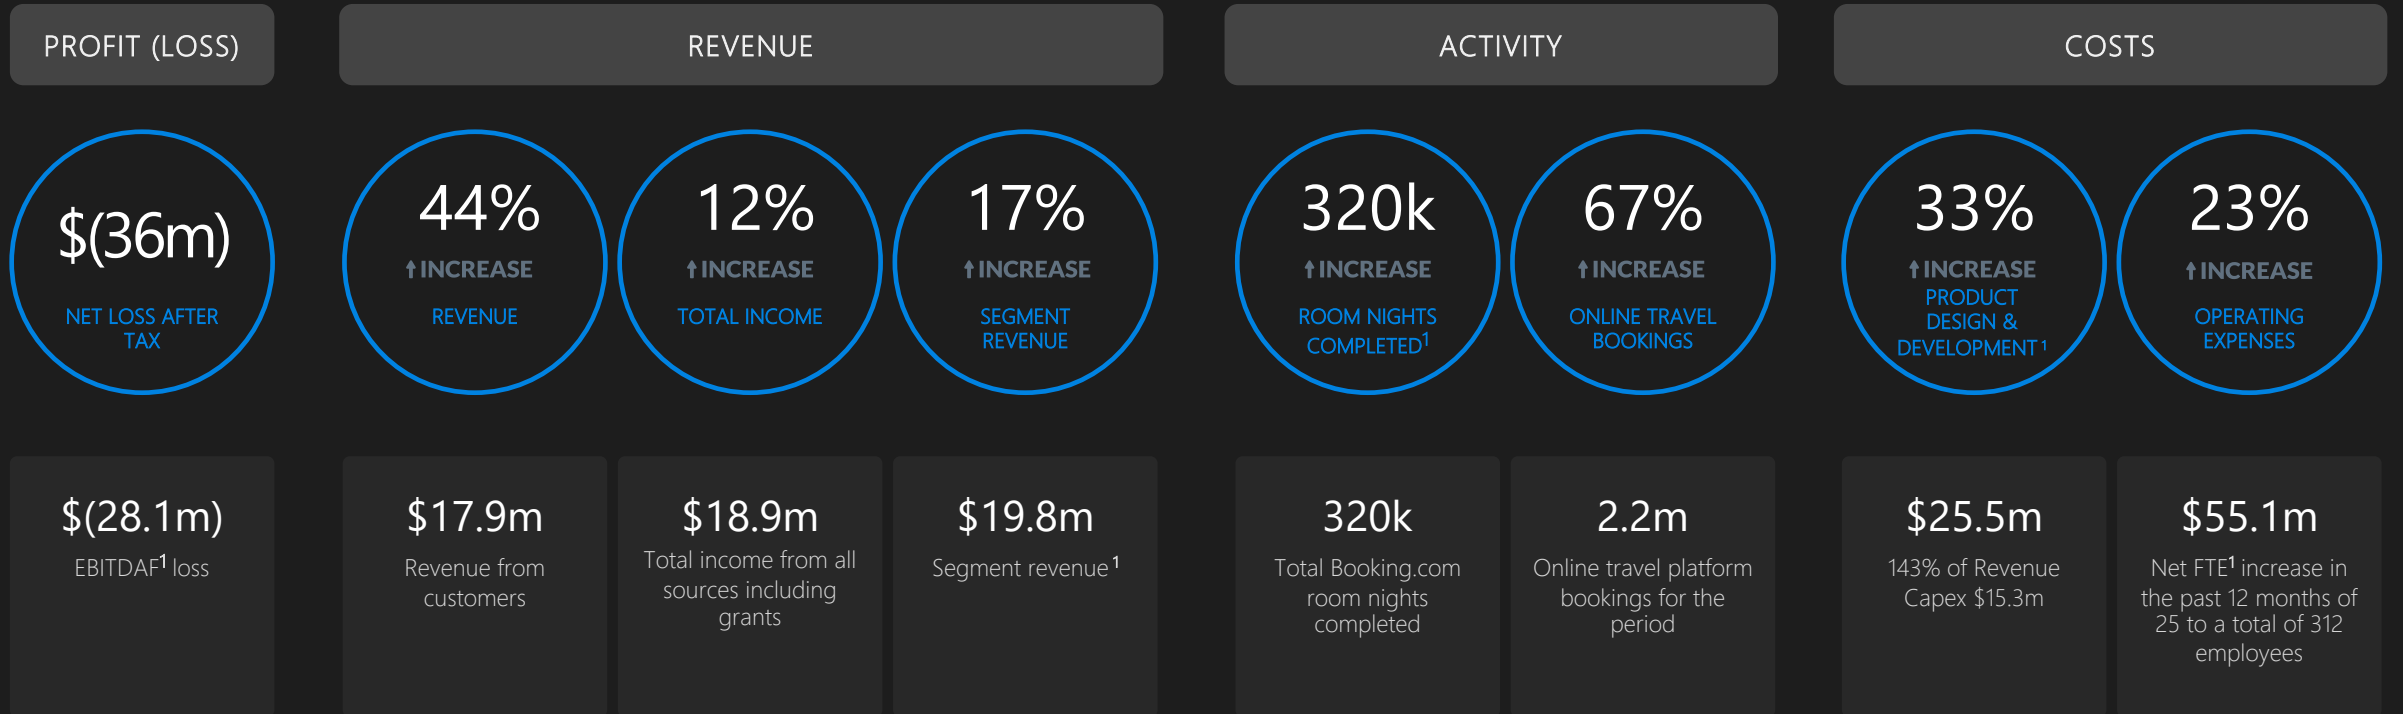 PROFIT (LOSS)
REVENUE
ACTIVITY
COSTS
$(36m)
NET LOSS AFTER
TAX
44%
INCREASE
REVENUE
12%
INCREASE
TOTAL INCOME
17%
INCREASE
SEGMENT
REVENUE
320k
INCREASE
ROOM NIGHTS
COMPLETED¹
67%
INCREASE
ONLINE TRAVEL
BOOKINGS
33%
INCREASE
PRODUCT
DESIGN &
DEVELOPMENT¹
23%
INCREASE
OPERATING
EXPENSES
$(28.1m)
EBITDAF¹ loss
$17.9m
Revenue from
customers
$18.9m
Total income from all
sources including
grants
$19.8m
Segment revenue¹
320k
Total Booking.com
room nights
completed
2.2m
Online travel platform
bookings for the
period
$25.5m
143% of Revenue
Capex $15.3m
$55.1m
Net FTE¹ increase in
the past 12 months of
25 to a total of 312
employees